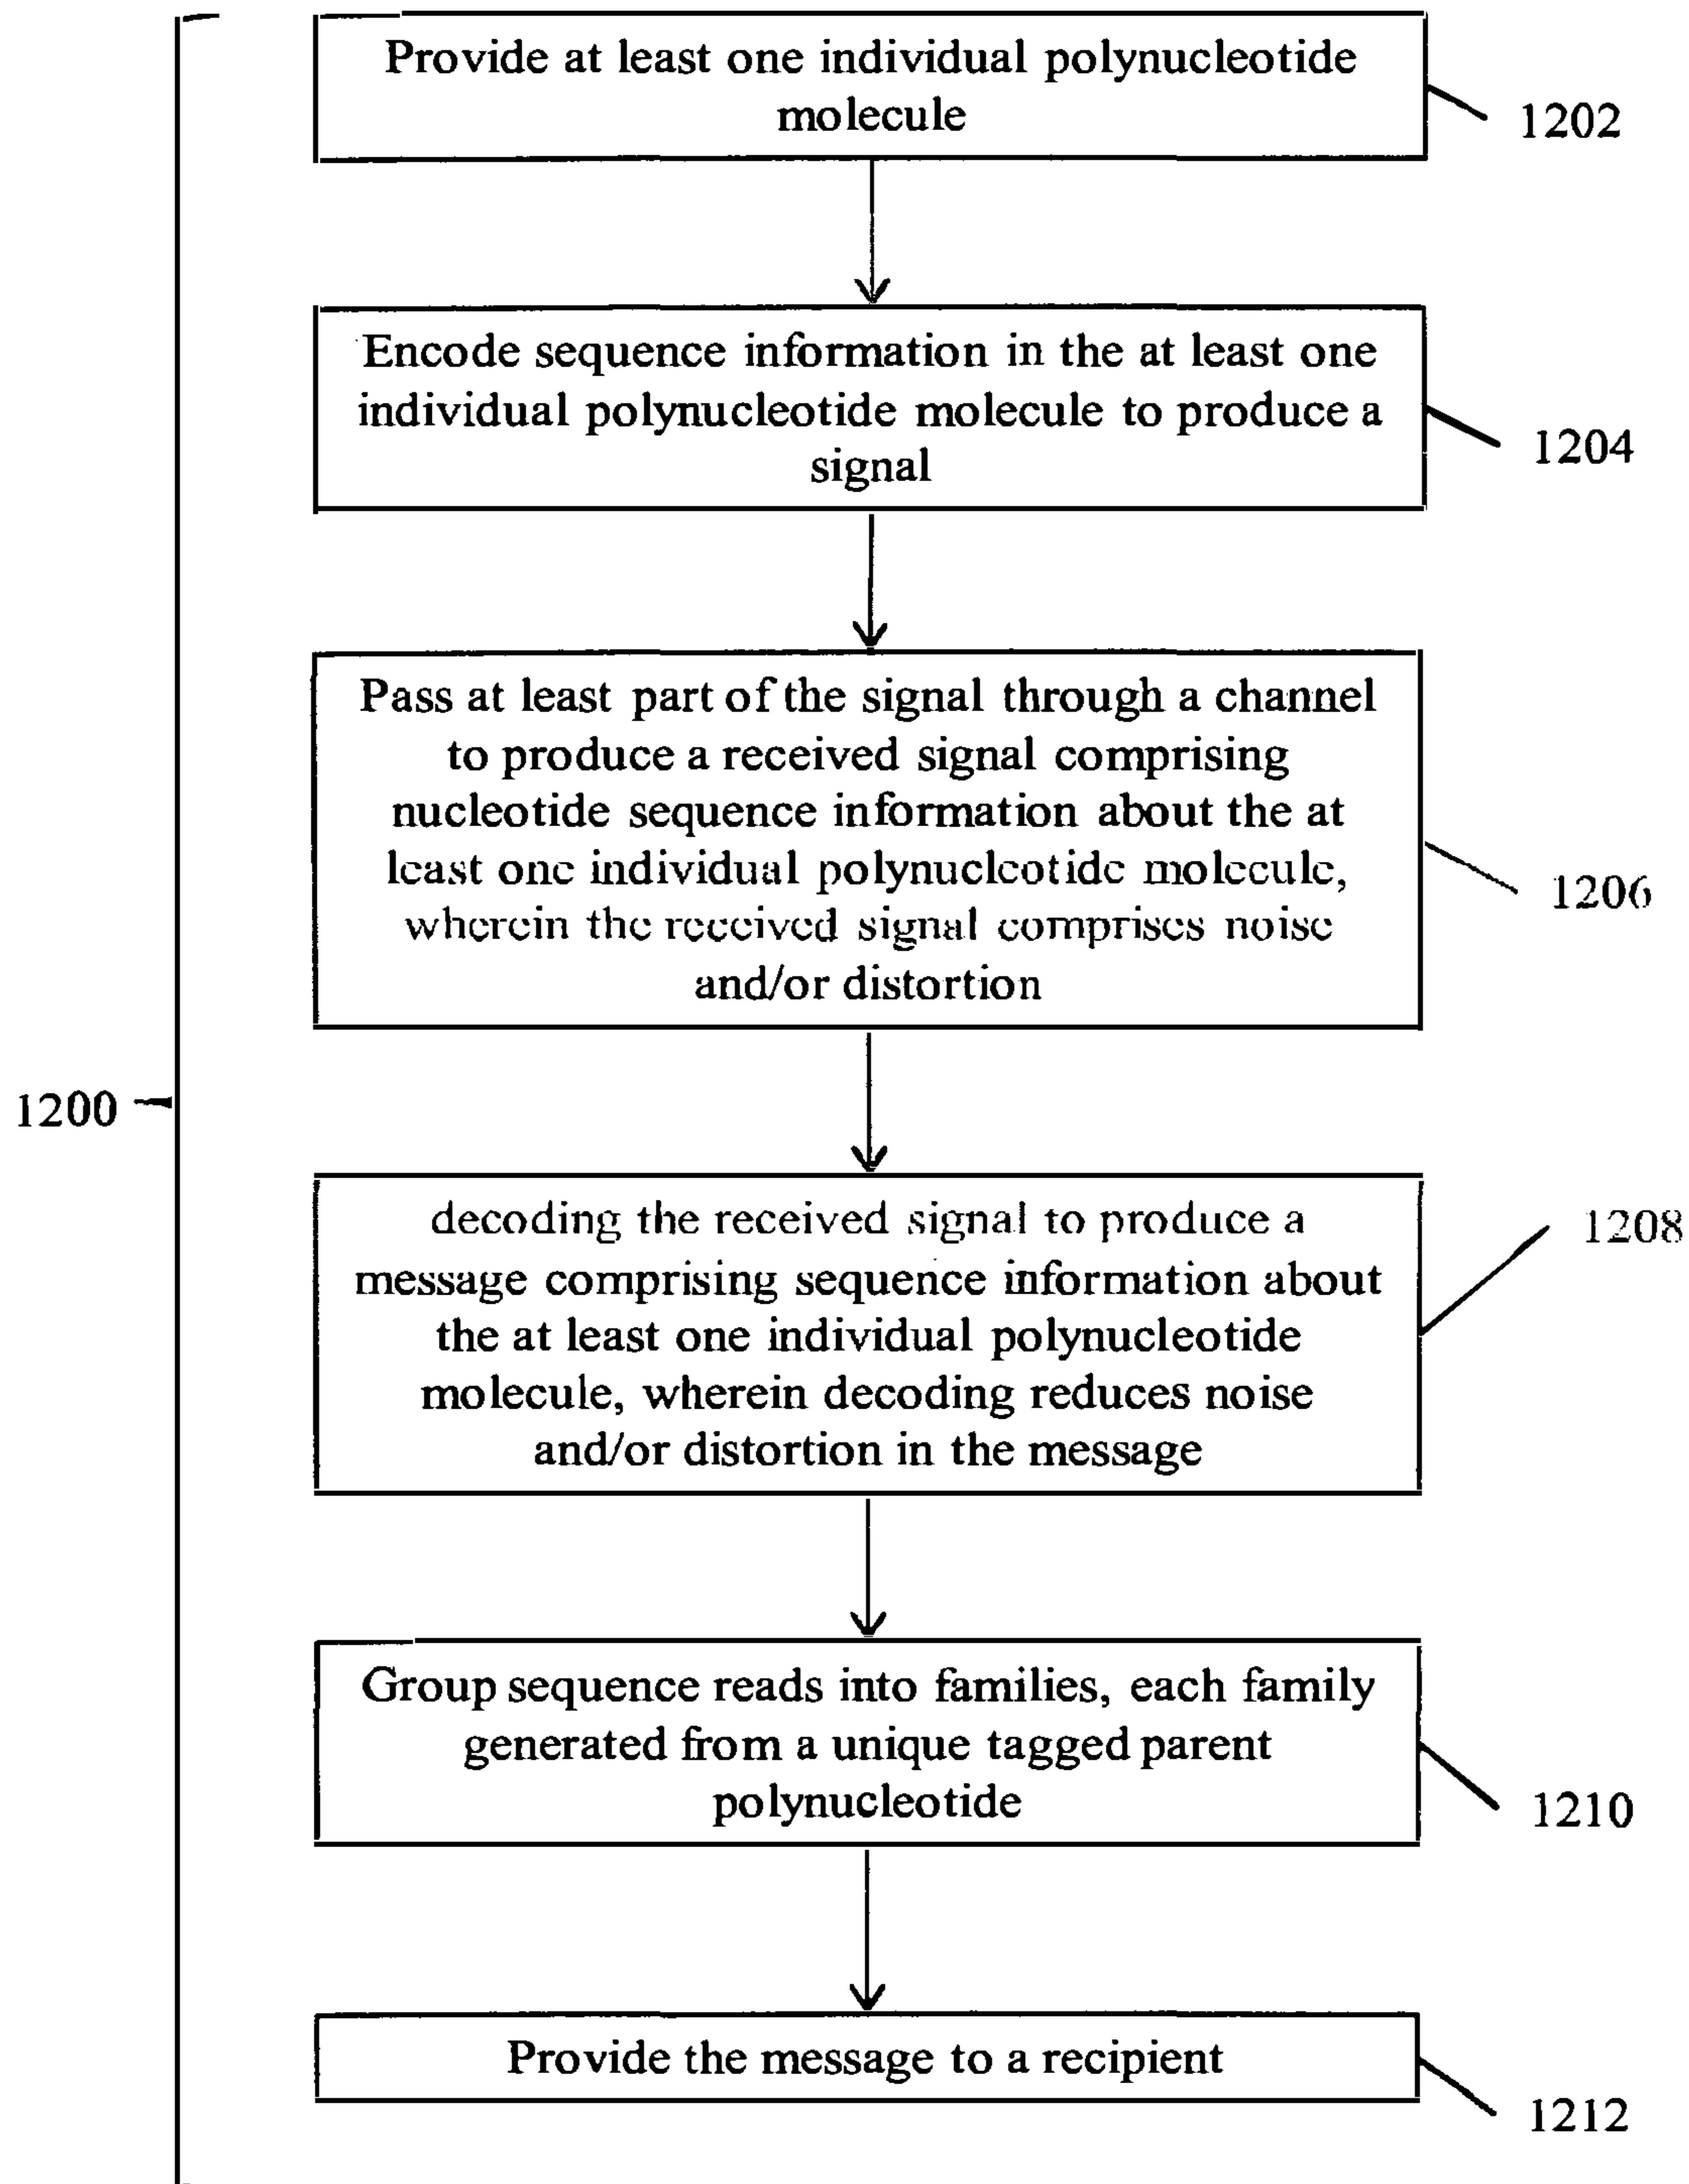 Provide at least one individual polynucleotide
molecule
1202
Encode sequence information in the at least one
individual polynucleotide molecule to produce a
signal
1204
Pass at least part of the signal through a channel
to produce a received signal comprising
nucleotide sequence information about the at
least one individual polynucleotide molecule,
wherein the received signal comprises noise
and/or distortion
1206
1200
decoding the received signal to produce a
message comprising sequence information about
the at least one individual polynucleotide
molecule, wherein decoding reduces noise
and/or distortion in the message
1208
Group sequence reads into families, each family
generated from a unique tagged parent
polynucleotide
1210
Provide the message to a recipient
1212